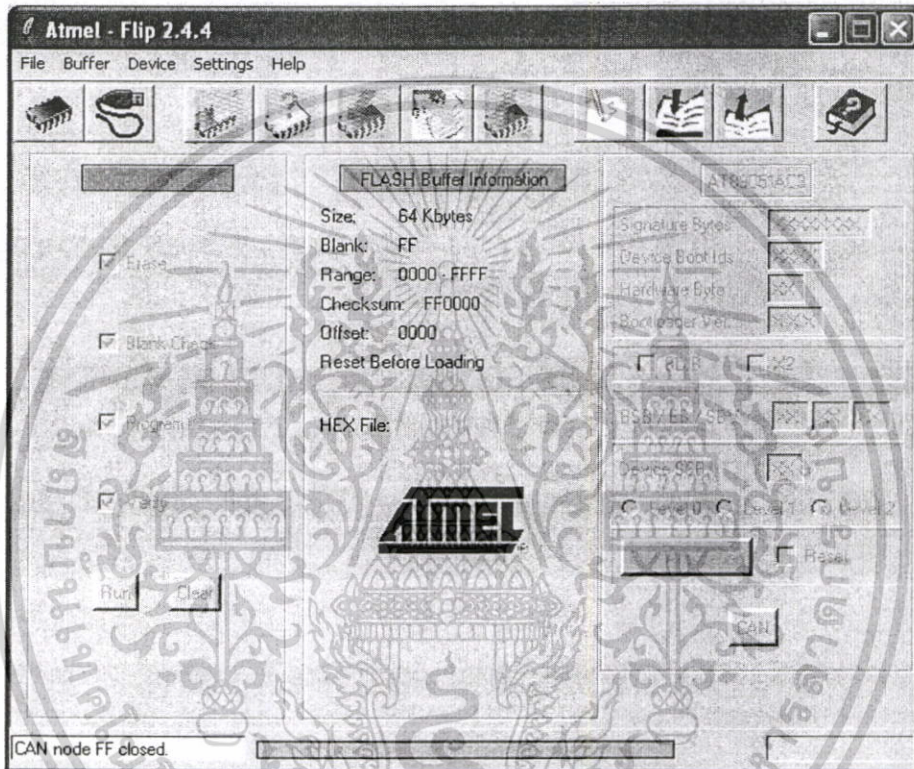 Atmel - Flip 2.4.4
File Buffer Device Settings Help
FLASH Buffer Information
Size: 64 Kbytes
Blank: FF
Range: 0000 - FFFF
Checksum: FF0000
Offset: 0000
Reset Before Loading
HEX File:
ATMEL
Erase
Blank Check
Program
Verify
Run Clear
Signature Bytes
Device Boot Ids
Hardware Byte
Bootloader Ver.
X2
Device SSB
Level 0 Level 1 Level 2
Reset
CAN
CAN node FF closed.